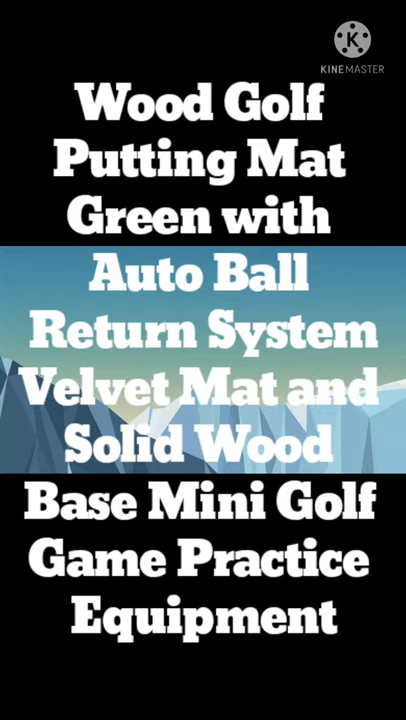 KINEMASTER
Wood Golf
Putting Mat
Green with
Auto Ball
Return System
Velvet Mat and
Solid Wood
Base Mini Golf
Game Practice
Equipment